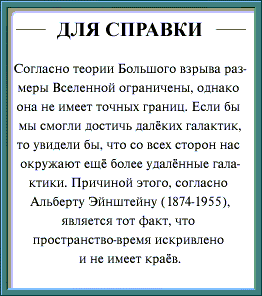 ДЛЯ СПРАВКИ
Согласно теории Большого взрыва раз-
меры Вселенной ограничены, однако
она не имеет точных границ. Если бы
мы смогли достичь далёких галактик,
то увидели бы, что со всех сторон нас
окружают ещё более удалённые гала-
ктики. Причиной этого, согласно
Альберту Эйнштейну (1874-1955),
является тот факт, что
пространство-время искривлено
и не имеет краёв.